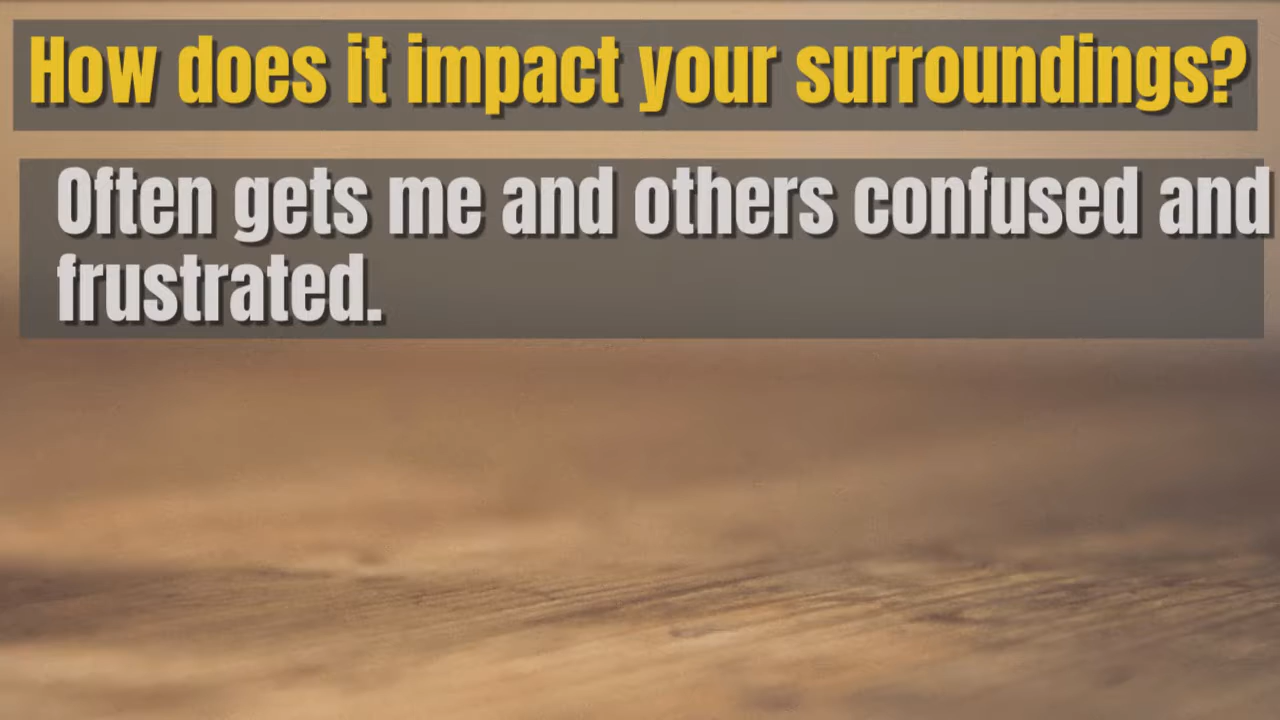 How does it impact your surroundings?
Often gets me and others confused and
frustrated.